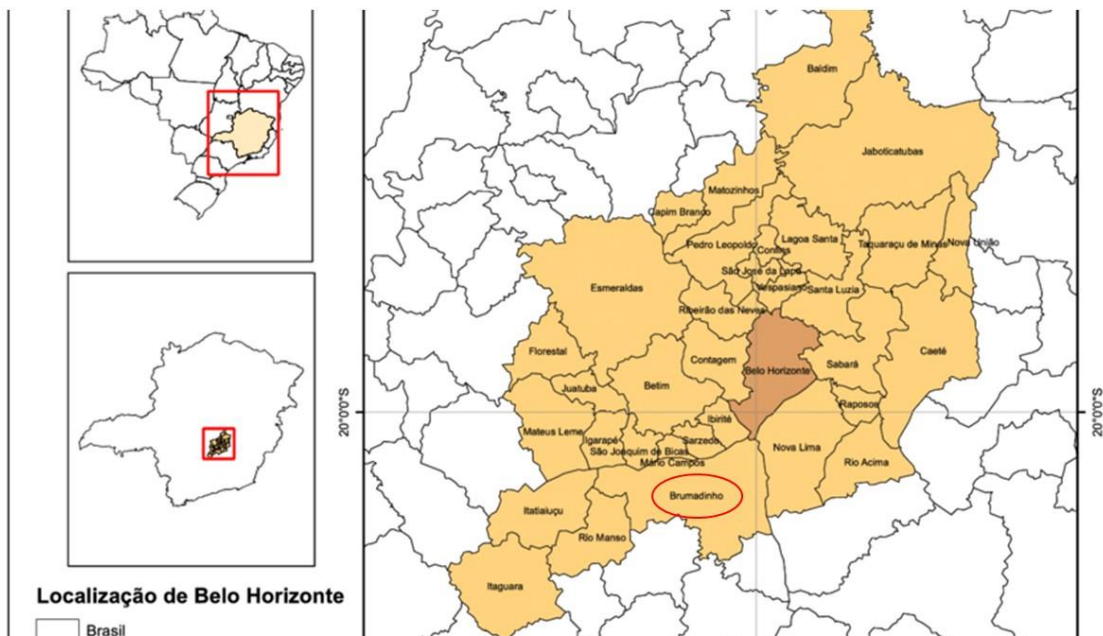 Baldim
Jaboticatubas
Matozinhos
Capim Branco
Pedro Leopoldo
Confins
Lagoa Santa
Taquaraçu de Minas
Nova União
São José da Lapa
Vespasiano
Santa Luzia
Esmeraldas
Ribeirão das Neves
Florestal
Contagem
Belo Horizonte
Sabará
Caeté
Juatuba
Betim
Raposos
20°0'0"S
20°0'0"S
Ibirité
Mateus Leme
Igarapé
Sarzedo
São Joaquim de Bicas
Nova Lima
Mário Campos
Rio Acima
Brumadinho
Itatiaiuçu
Rio Manso
Itaguara
Localização de Belo Horizonte
Brasil